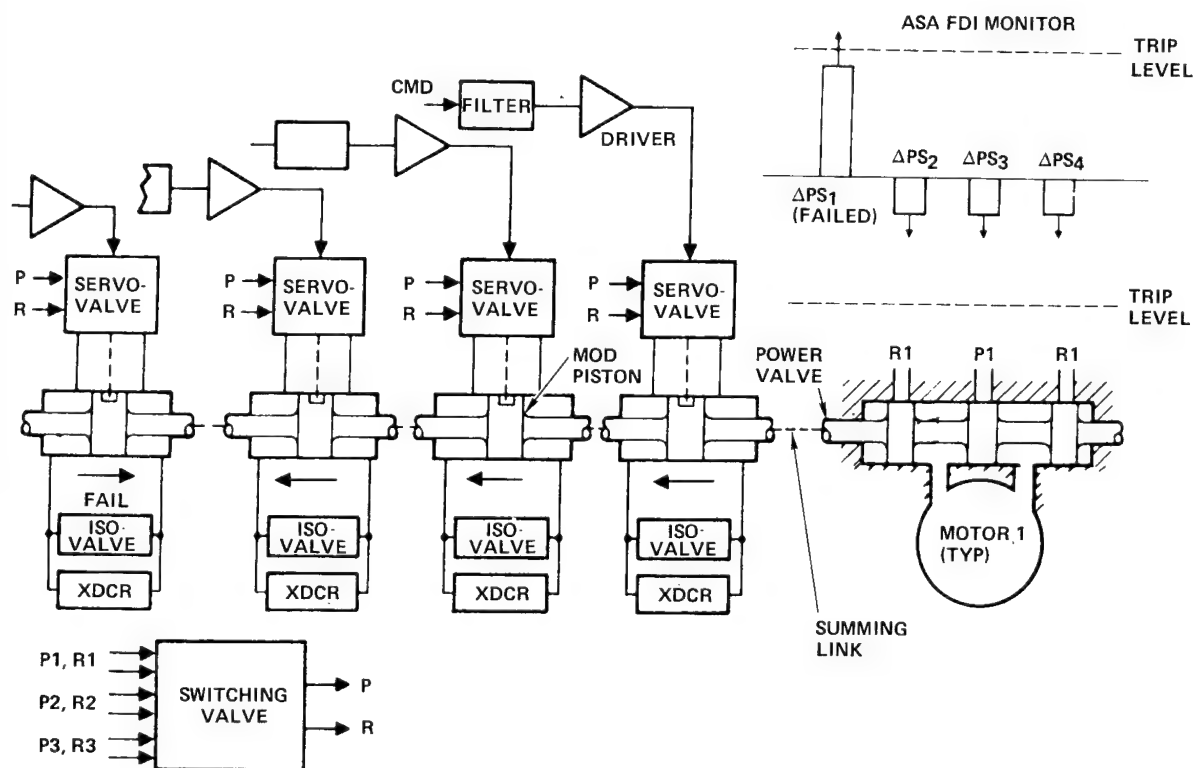 ASA FDI MONITOR
TRIP
LEVEL
CMD
FILTER
DRIVER
ΔPS2
ΔPS3
ΔPS4
ΔPS1
(FAILED)
TRIP
LEVEL
P
R
SERVO-
VALVE
P
R
SERVO-
VALVE
P
R
SERVO-
VALVE
P
R
SERVO-
VALVE
MOD
PISTON
POWER
VALVE
R1
P1
R1
FAIL
ISO-
VALVE
XDCR
ISO-
VALVE
XDCR
ISO-
VALVE
XDCR
ISO-
VALVE
XDCR
MOTOR 1
(TYP)
SUMMING
LINK
P1, R1
P2, R2
P3, R3
SWITCHING
VALVE
P
R